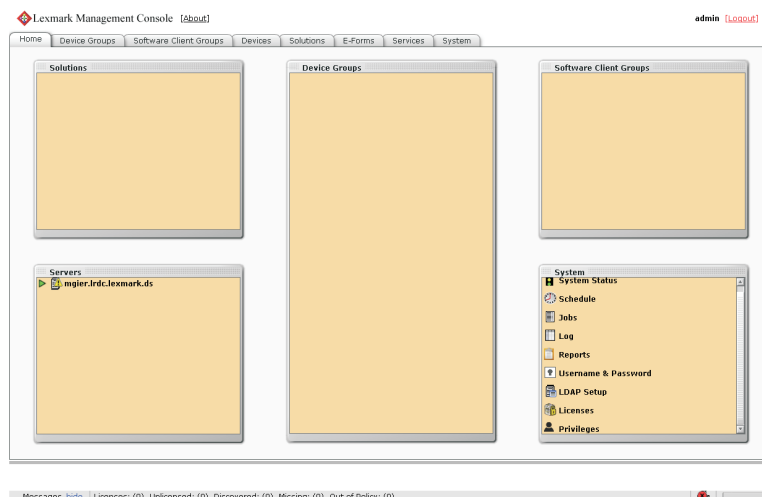 Lexmark Management Console [About]
admin [Logout]
Home Device Groups Software Client Groups Devices Solutions E-Forms Services System
Solutions
Device Groups
Software Client Groups
Servers
mgier.lrdc.lexmark.ds
System
System Status
Schedule
Jobs
Log
Reports
Username & Password
LDAP Setup
Licenses
Privileges
Messages hide Licenses: (0) Unlicensed: (0) Discovered: (0) Missing: (0) Out of Policy: (0)